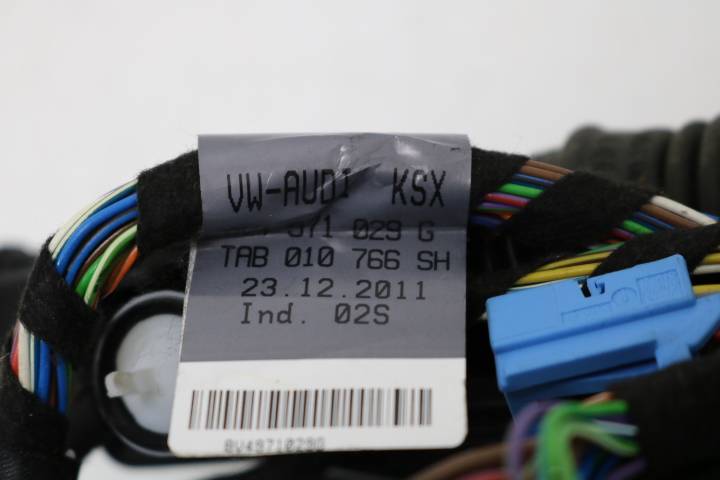 VW-AUDI KSX
029 G
TAB 010 766 SH
23.12.2011
Ind. 02S